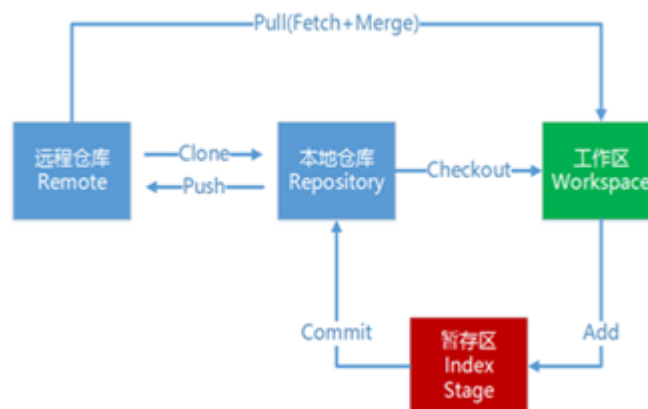 Pull(Fetch+Merge)
远程仓库
Remote
Clone
Push
本地仓库
Repository
Checkout
工作区
Workspace
Commit
暂存区
Index
Stage
Add